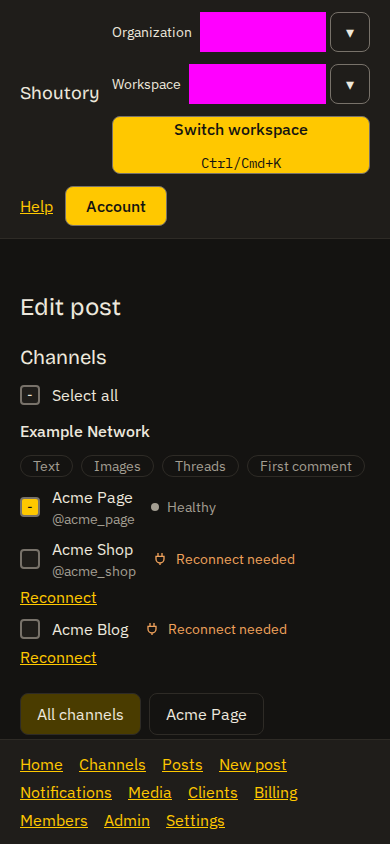 Organization
▼
Shoutory
Workspace
▼
Switch workspace
Ctrl/Cmd+K
Help Account
Edit post
Channels
- Select all
Example Network
Text Images Threads First comment
- Acme Page Healthy
@acme_page
Acme Shop Reconnect needed
@acme_shop
Reconnect
Acme Blog Reconnect needed
Reconnect
All channels Acme Page
Home Channels Posts New post
Notifications Media Clients Billing
Members Admin Settings